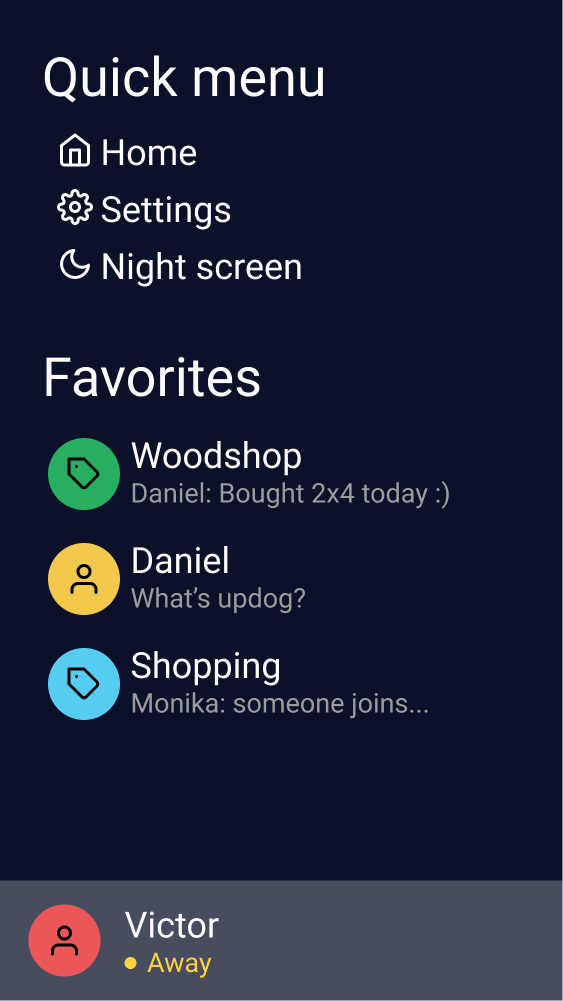 Quick menu
Home
Settings
Night screen
Favorites
Woodshop
Daniel: Bought 2x4 today :)
Daniel
What’s updog?
Shopping
Monika: someone joins...
Victor
Away